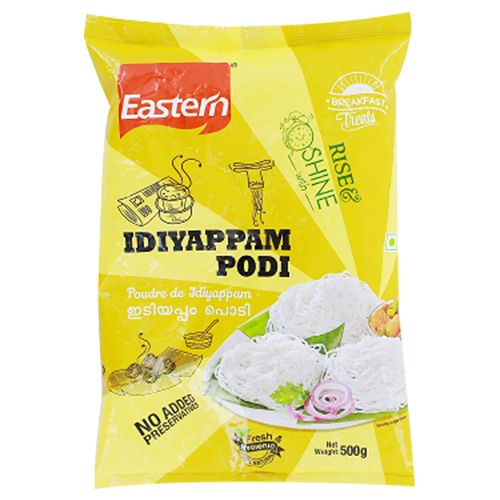 Eastern
BREAKFAST
Treats
RISE &
SHINE
with
IDIYAPPAM
PODI
Poudre de Idiyappam
ഇടിയപ്പം പൊടി
NO ADDED
PRESERVATIVES
Fresh &
Hygienic
Net
Weight 500g